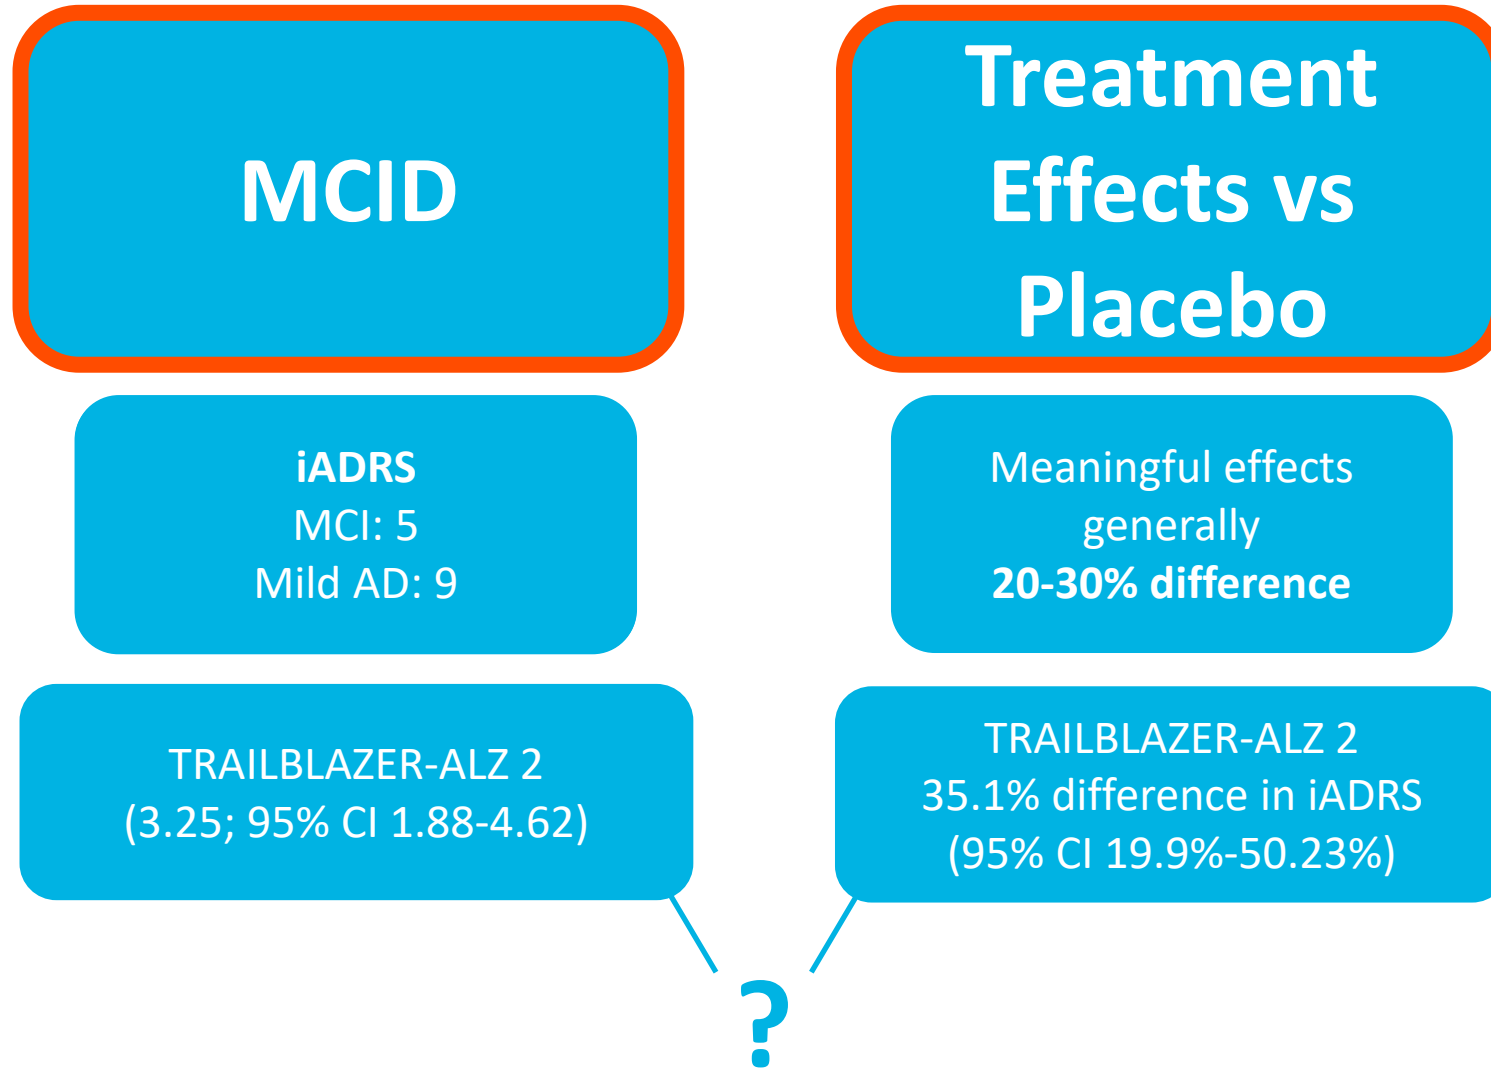 MCID
iADRS
MCI: 5
Mild AD: 9
TRAILBLAZER-ALZ 2
(3.25; 95% CI 1.88-4.62)
Treatment
Effects vs
Placebo
Meaningful effects
generally
20-30% difference
TRAILBLAZER-ALZ 2
35.1% difference in iADRS
(95% CI 19.9%-50.23%)
?